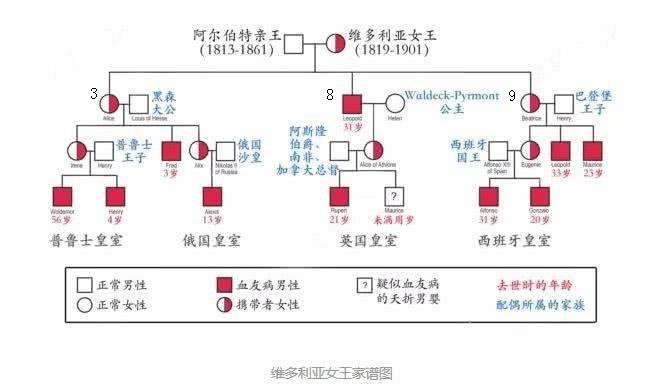 阿尔伯特亲王
(1813-1861)
维多利亚女王
(1819-1901)
3
Alice
黑森
大公
Louis of Hesse
8
Leopold
31岁
Helen
Waldeck-Pyrmont
公主
9
Beatrice
Henry
巴登堡
王子
Irene
普鲁士
王子
Henry
Fred
3岁
Alix
俄国
沙皇
Nicholas II
of Russia
阿斯隆
伯爵、
南非、
加拿大总督
Alice of Athlone
西班牙
国王
Alfonso XIII
of Spain
Eugenie
Leopold
33岁
Maurice
23岁
Waldemar
56岁
Henry
4岁
Alexis
13岁
Rupert
21岁
?
Maurice
未满周岁
Alfonso
31岁
Gonzalo
20岁
普鲁士皇室
俄国皇室
英国皇室
西班牙皇室
正常男性
正常女性
血友病男性
携带者女性
?
疑似血友病
的夭折男婴
去世时的年龄
配偶所属的家族
维多利亚女王家谱图